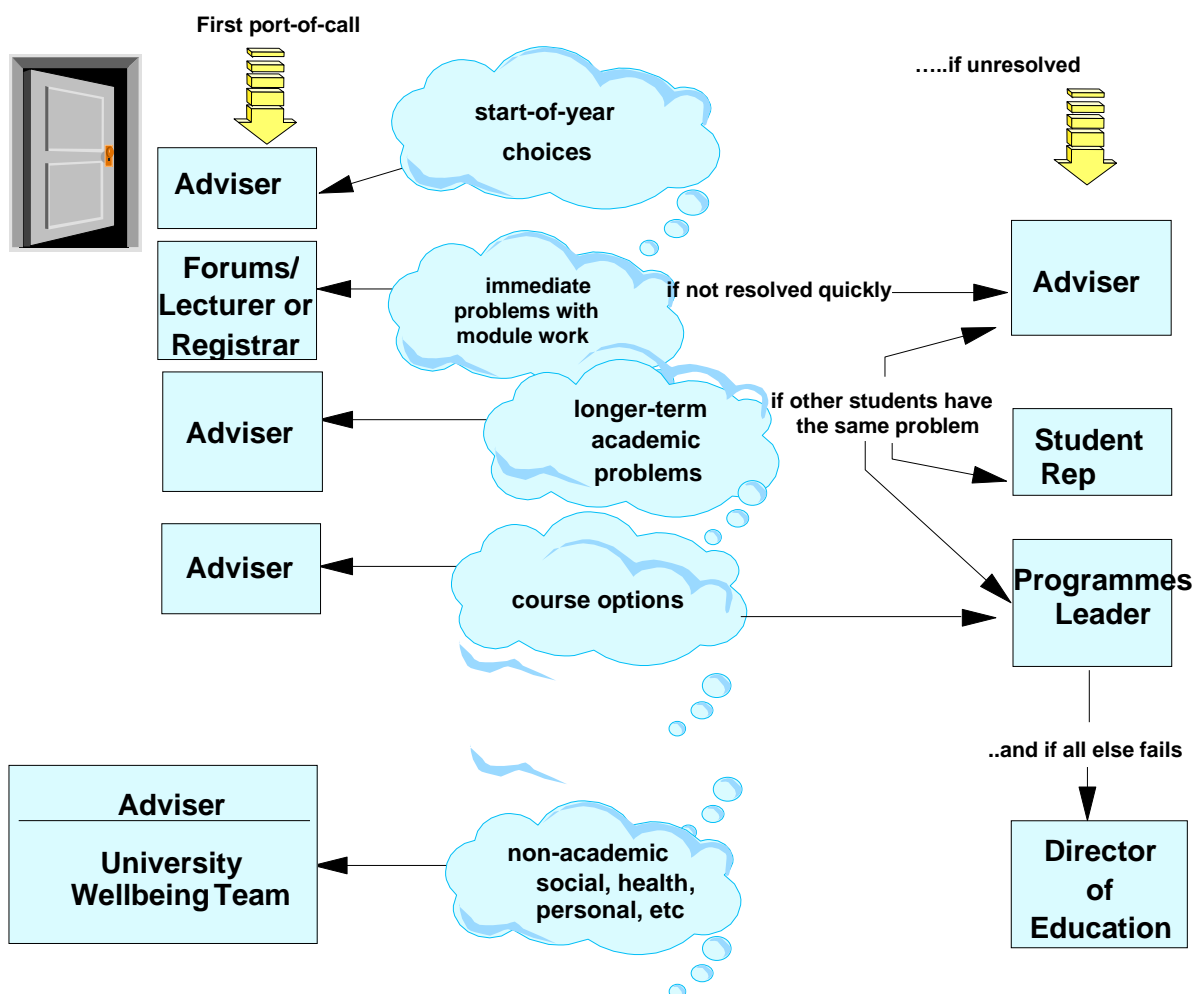 First port-of-call
…..if unresolved
start-of-year
choices
Adviser
Forums/
Lecturer or
Registrar
immediate
problems with
module work
if not resolved quickly
Adviser
Adviser
longer-term
academic
problems
if other students have
the same problem
Student
Rep
Adviser
course options
Programmes
Leader
..and if all else fails
Adviser
University
Wellbeing Team
non-academic
social, health,
personal, etc
Director
of
Education